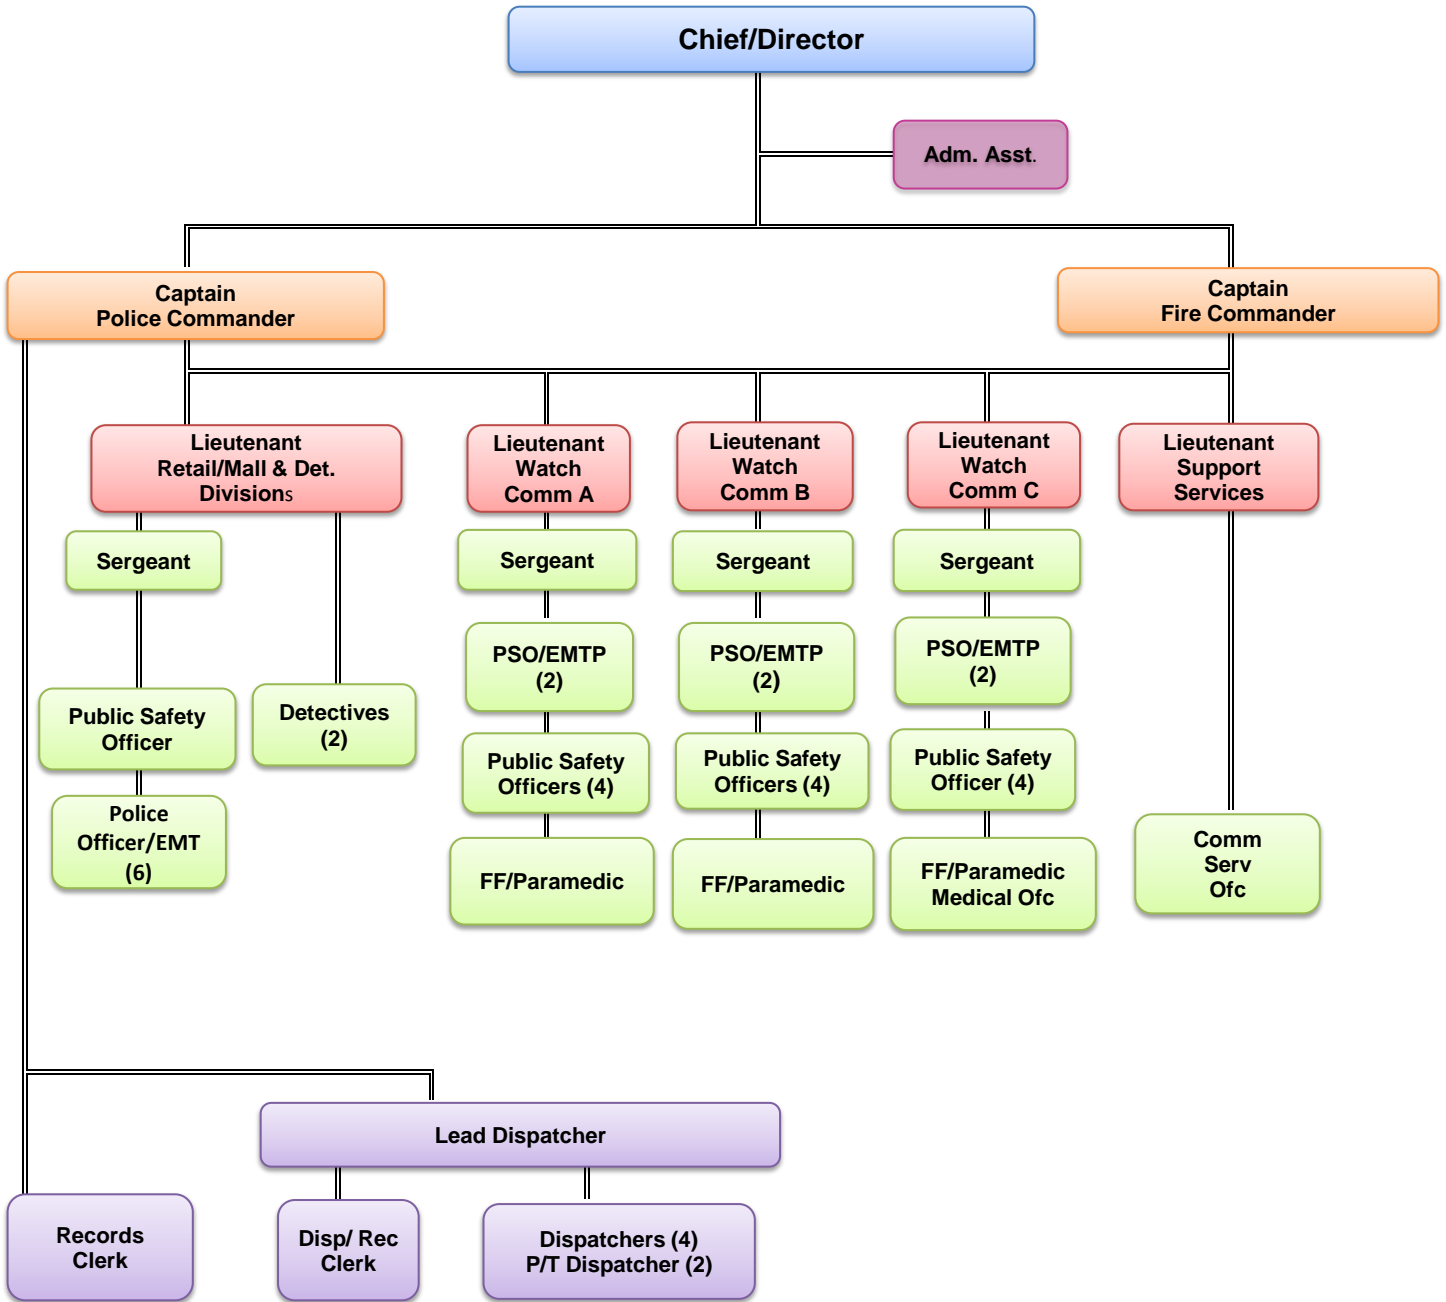 Chief/Director
Adm. Asst.
Captain
Police Commander
Captain
Fire Commander
Lieutenant
Retail/Mall & Det.
Divisions
Lieutenant
Watch
Comm A
Lieutenant
Watch
Comm B
Lieutenant
Watch
Comm C
Lieutenant
Support
Services
Sergeant
Sergeant
Sergeant
Sergeant
PSO/EMTP
(2)
PSO/EMTP
(2)
PSO/EMTP
(2)
Public Safety
Officer
Detectives
(2)
Public Safety
Officers (4)
Public Safety
Officers (4)
Public Safety
Officer (4)
Police
Officer/EMT
(6)
FF/Paramedic
FF/Paramedic
FF/Paramedic
Medical Ofc
Comm
Serv
Ofc
Lead Dispatcher
Records
Clerk
Disp/ Rec
Clerk
Dispatchers (4)
P/T Dispatcher (2)